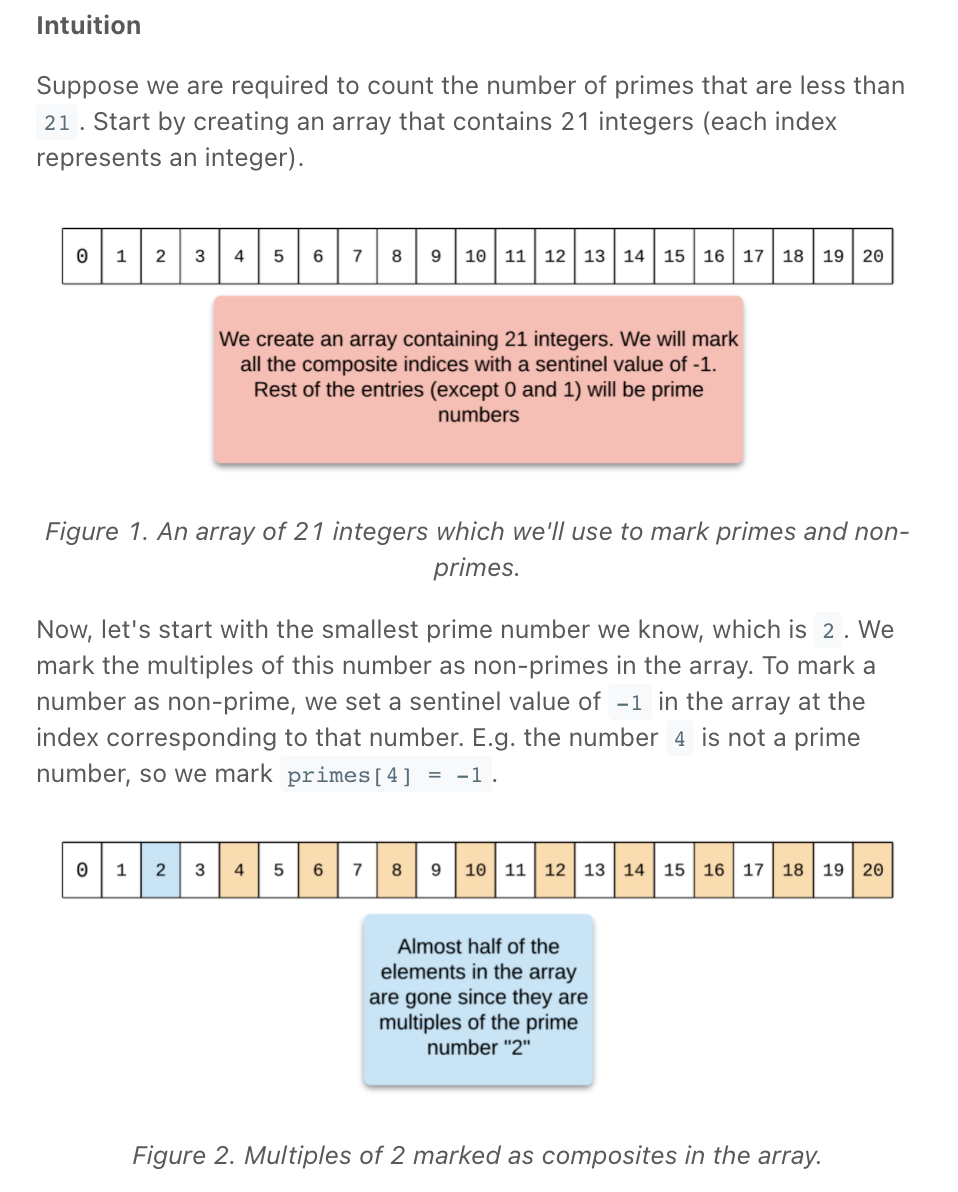 Intuition
Suppose we are required to count the number of primes that are less than
21 . Start by creating an array that contains 21 integers (each index
represents an integer).
0 1 2 3 4 5 6 7 8 9 10 11 12 13 14 15 16 17 18 19 20
We create an array containing 21 integers. We will mark
all the composite indices with a sentinel value of -1.
Rest of the entries (except 0 and 1) will be prime
numbers
Figure 1. An array of 21 integers which we'll use to mark primes and non-
primes.
Now, let's start with the smallest prime number we know, which is 2 . We
mark the multiples of this number as non-primes in the array. To mark a
number as non-prime, we set a sentinel value of -1 in the array at the
index corresponding to that number. E.g. the number 4 is not a prime
number, so we mark primes[4] = -1 .
0 1 2 3 4 5 6 7 8 9 10 11 12 13 14 15 16 17 18 19 20
Almost half of the
elements in the array
are gone since they are
multiples of the prime
number "2"
Figure 2. Multiples of 2 marked as composites in the array.